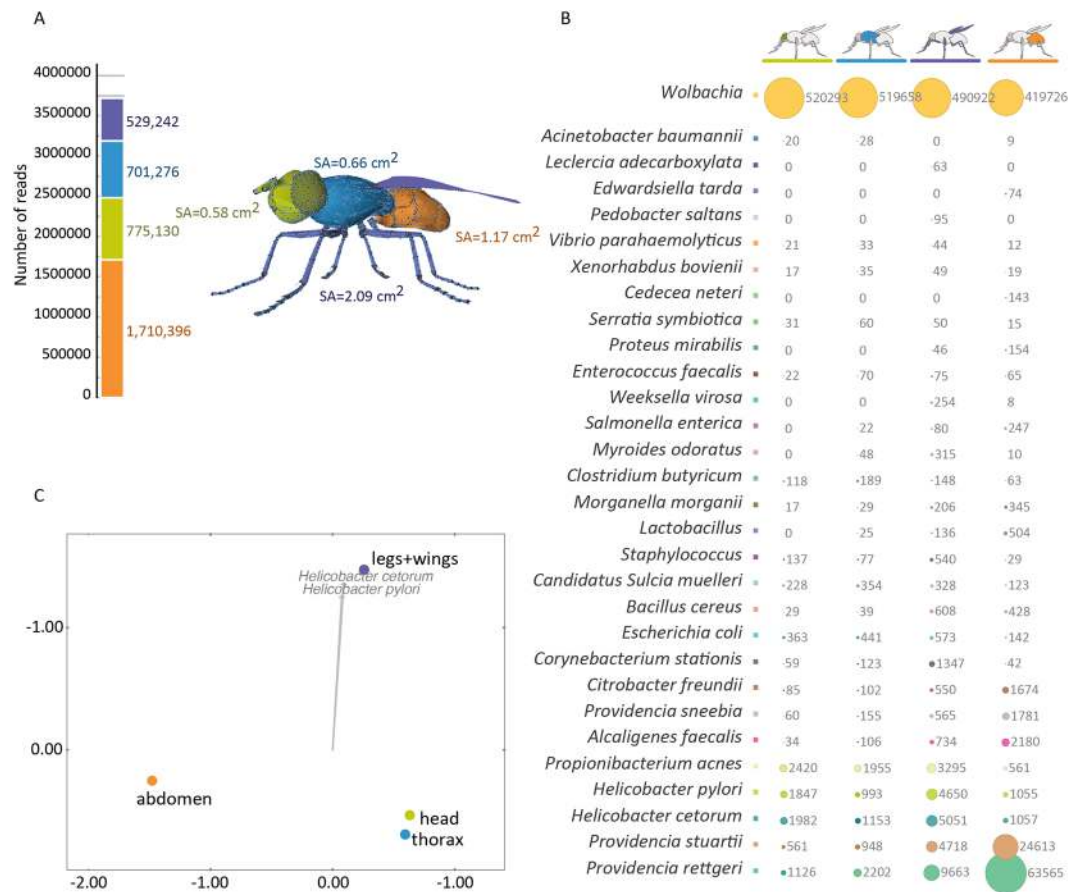 A
B
4000000
3500000
3000000
2500000
2000000
1500000
1000000
500000
0
Number of reads
529,242
701,276
775,130
1,710,396
SA=0.66 cm2
SA=0.58 cm2
SA=1.17 cm2
SA=2.09 cm2
Wolbachia 520293 519658 490922 419726
Acinetobacter baumannii 20 28 0 9
Leclercia adecarboxylata 0 0 63 0
Edwardsiella tarda 0 0 0 74
Pedobacter saltans 0 0 95 0
Vibrio parahaemolyticus 21 33 44 12
Xenorhabdus bovienii 17 35 49 19
Cedecea neteri 0 0 0 143
Serratia symbiotica 31 60 50 15
Proteus mirabilis 0 0 46 154
Enterococcus faecalis 22 70 75 65
Weeksella virosa 0 0 254 8
Salmonella enterica 0 22 80 247
Myroides odoratus 0 48 315 10
Clostridium butyricum 118 189 148 63
Morganella morganii 17 29 206 345
Lactobacillus 0 25 136 504
Staphylococcus 137 77 540 29
Candidatus Sulcia muelleri 228 354 328 123
Bacillus cereus 29 39 608 428
Escherichia coli 363 441 573 142
Corynebacterium stationis 59 123 1347 42
Citrobacter freundii 85 102 550 1674
Providencia sneebia 60 155 565 1781
Alcaligenes faecalis 34 106 734 2180
Propionibacterium acnes 2420 1955 3295 561
Helicobacter pylori 1847 993 4650 1055
Helicobacter cetorum 1982 1153 5051 1057
Providencia stuartii 561 948 4718 24613
Providencia rettgeri 1126 2202 9663 63565
C
legs+wings
Helicobacter cetorum
Helicobacter pylori
-1.00
0.00
abdomen
head
thorax
-2.00 -1.00 0.00 -1.00